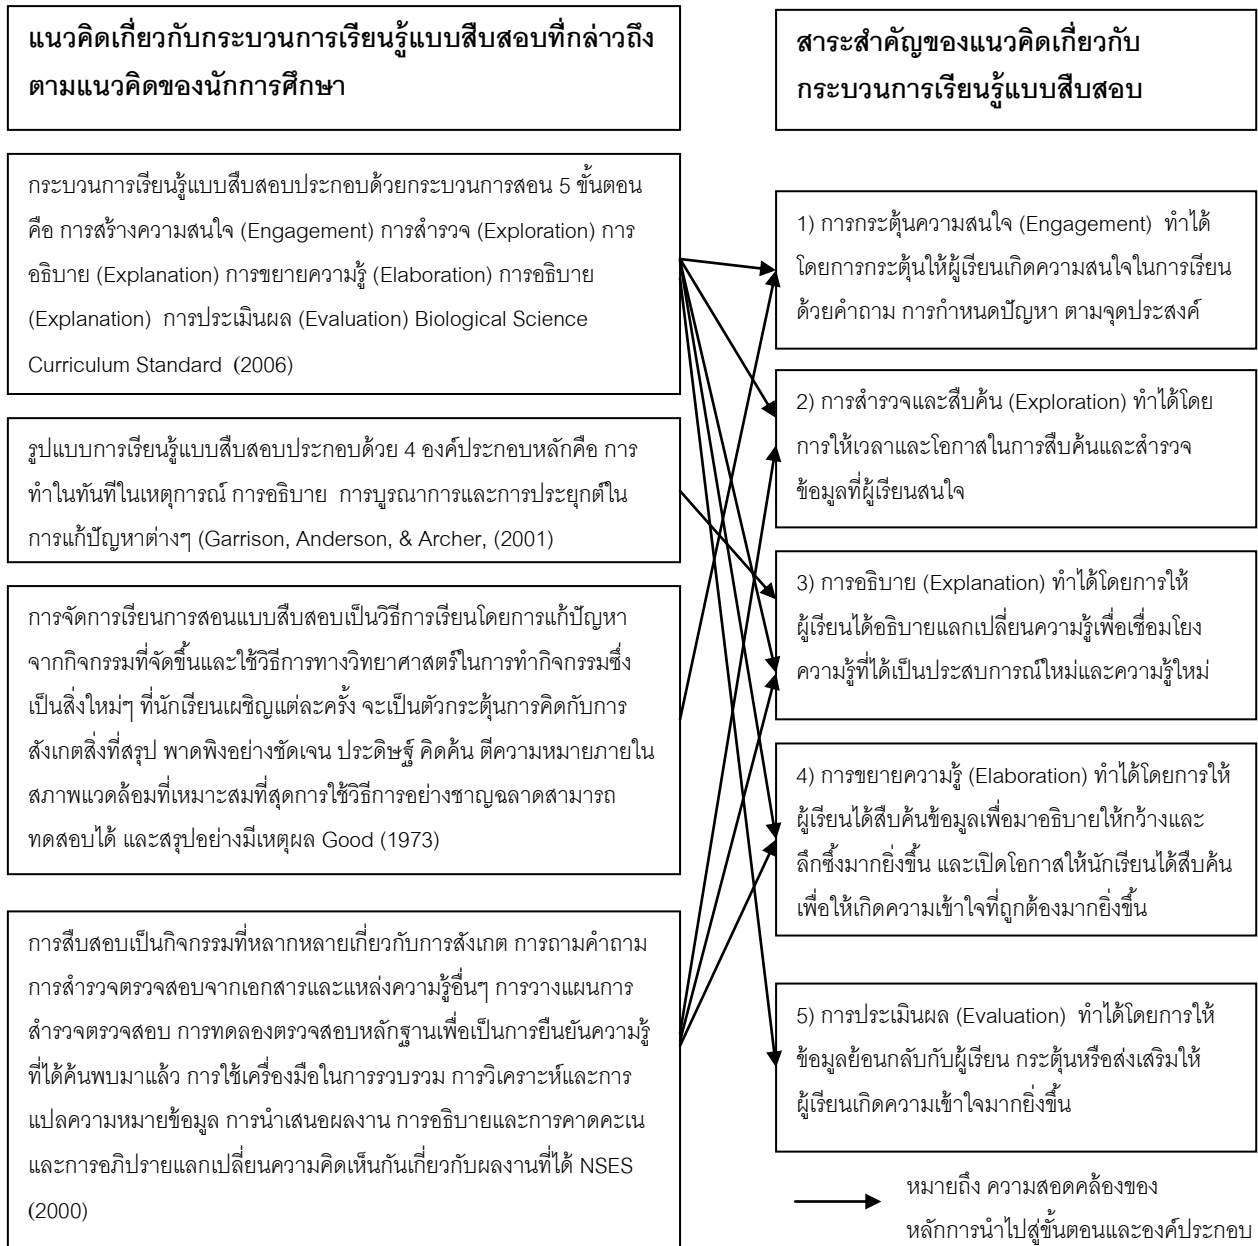 แนวคิดเกี่ยวกับกระบวนการเรียนรู้แบบสืบสอบที่กล่าวถึง
ตามแนวคิดของนักการศึกษา
กระบวนการเรียนรู้แบบสืบสอบประกอบด้วยกระบวนการสอน 5 ขั้นตอน
คือ การสร้างความสนใจ (Engagement) การสำรวจ (Exploration) การ
อธิบาย (Explanation) การขยายความรู้ (Elaboration) การอธิบาย
(Explanation) การประเมินผล (Evaluation) Biological Science
Curriculum Standard (2006)
รูปแบบการเรียนรู้แบบสืบสอบประกอบด้วย 4 องค์ประกอบหลักคือ การ
ทำในทันทีในเหตุการณ์ การอธิบาย การบูรณาการและการประยุกต์ใน
การแก้ปัญหาต่างๆ (Garrison, Anderson, & Archer, (2001)
การจัดการเรียนการสอนแบบสืบสอบเป็นวิธีการเรียนโดยการแก้ปัญหา
จากกิจกรรมที่จัดขึ้นและใช้วิธีการทางวิทยาศาสตร์ในการทำกิจกรรมซึ่ง
เป็นสิ่งใหม่ๆ ที่นักเรียนเผชิญแต่ละครั้ง จะเป็นตัวกระตุ้นการคิดกับการ
สังเกตสิ่งที่สรุป พาดพิงอย่างชัดเจน ประดิษฐ์ คิดค้น ตีความหมายภายใน
สภาพแวดล้อมที่เหมาะสมที่สุดการใช้วิธีการอย่างชาญฉลาดสามารถ
ทดสอบได้ และสรุปอย่างมีเหตุผล Good (1973)
การสืบสอบเป็นกิจกรรมที่หลากหลายเกี่ยวกับการสังเกต การถามคำถาม
การสำรวจตรวจสอบจากเอกสารและแหล่งความรู้อื่นๆ การวางแผนการ
สำรวจตรวจสอบ การทดลองตรวจสอบหลักฐานเพื่อเป็นการยืนยันความรู้
ที่ได้ค้นพบมาแล้ว การใช้เครื่องมือในการรวบรวม การวิเคราะห์และการ
แปลความหมายข้อมูล การนำเสนอผลงาน การอธิบายและการคาดคะเน
และการอภิปรายแลกเปลี่ยนความคิดเห็นกันเกี่ยวกับผลงานที่ได้ NSES
(2000)
สาระสำคัญของแนวคิดเกี่ยวกับ
กระบวนการเรียนรู้แบบสืบสอบ
1) การกระตุ้นความสนใจ (Engagement) ทำได้
โดยการกระตุ้นให้ผู้เรียนเกิดความสนใจในการเรียน
ด้วยคำถาม การกำหนดปัญหา ตามจุดประสงค์
2) การสำรวจและสืบค้น (Exploration) ทำได้โดย
การให้เวลาและโอกาสในการสืบค้นและสำรวจ
ข้อมูลที่ผู้เรียนสนใจ
3) การอธิบาย (Explanation) ทำได้โดยการให้
ผู้เรียนได้อธิบายแลกเปลี่ยนความรู้เพื่อเชื่อมโยง
ความรู้ที่ได้เป็นประสบการณ์ใหม่และความรู้ใหม่
4) การขยายความรู้ (Elaboration) ทำได้โดยการให้
ผู้เรียนได้สืบค้นข้อมูลเพื่อมาอธิบายให้กว้างและ
ลึกซึ้งมากยิ่งขึ้น และเปิดโอกาสให้นักเรียนได้สืบค้น
เพื่อให้เกิดความเข้าใจที่ถูกต้องมากยิ่งขึ้น
5) การประเมินผล (Evaluation) ทำได้โดยการให้
ข้อมูลย้อนกลับกับผู้เรียน กระตุ้นหรือส่งเสริมให้
ผู้เรียนเกิดความเข้าใจมากยิ่งขึ้น
หมายถึง ความสอดคล้องของ
หลักการนำไปสู่ขั้นตอนและองค์ประกอบ